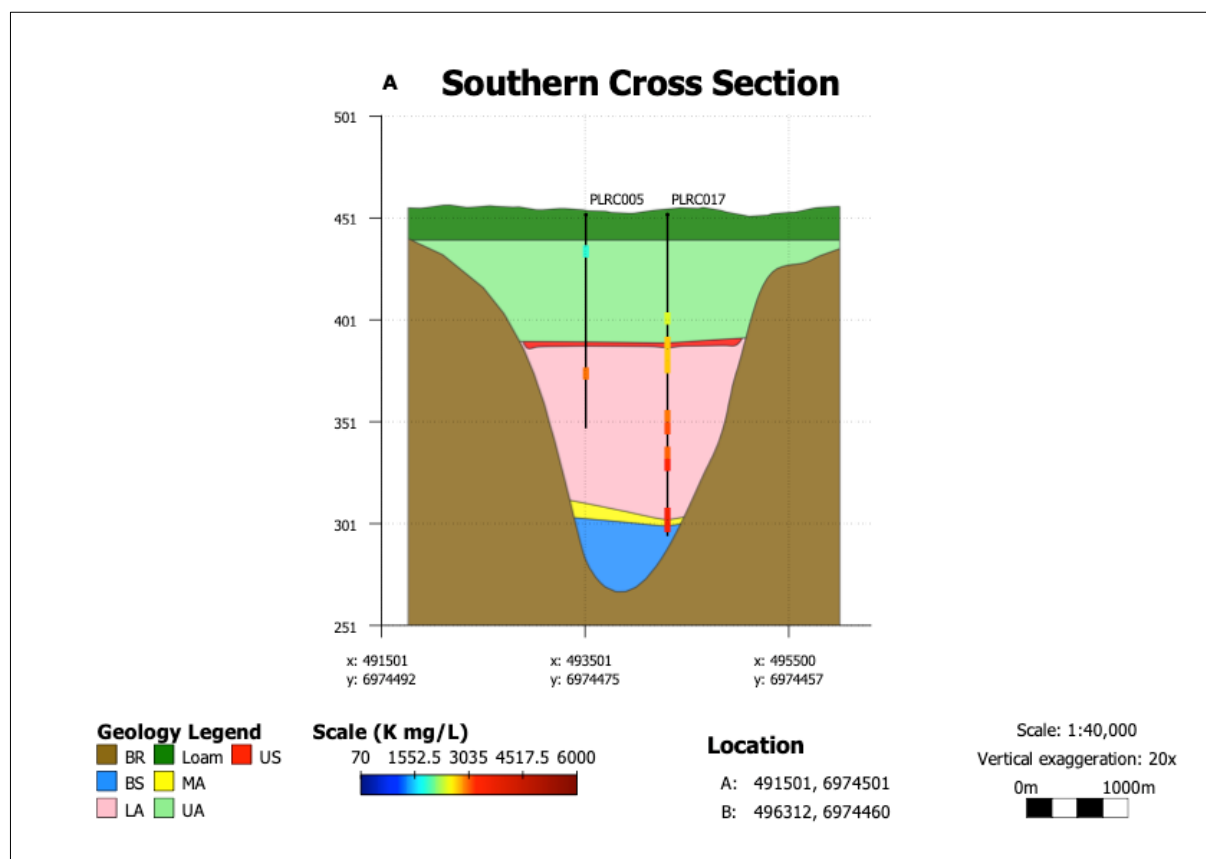 A Southern Cross Section
501
PLRC005 PLRC017
451
401
351
301
251
x: 491501 x: 493501 x: 495500
y: 6974492 y: 6974475 y: 6974457
Geology Legend
BR Loam US
BS MA
LA UA
Scale (K mg/L)
70 1552.5 3035 4517.5 6000
Location
A: 491501, 6974501
B: 496312, 6974460
Scale: 1:40,000
Vertical exaggeration: 20x
0m 1000m